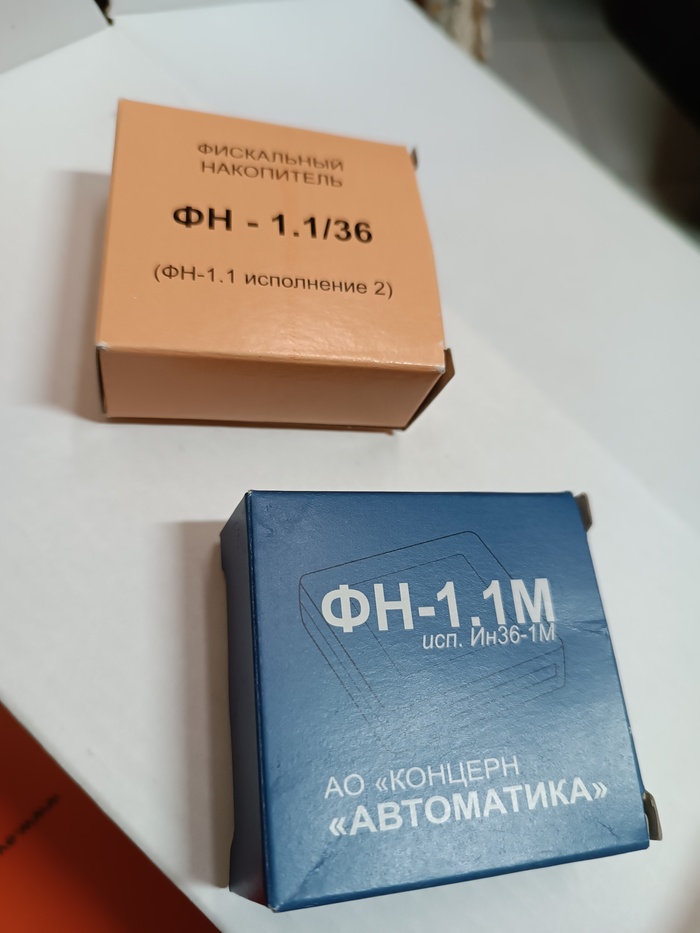 ФИСКАЛЬНЫЙ
НАКОПИТЕЛЬ
ФН - 1.1/36
(ФН-1.1 исполнение 2)
ФН-1.1М
исп. Ин36-1М
АО «КОНЦЕРН
«АВТОМАТИКА»